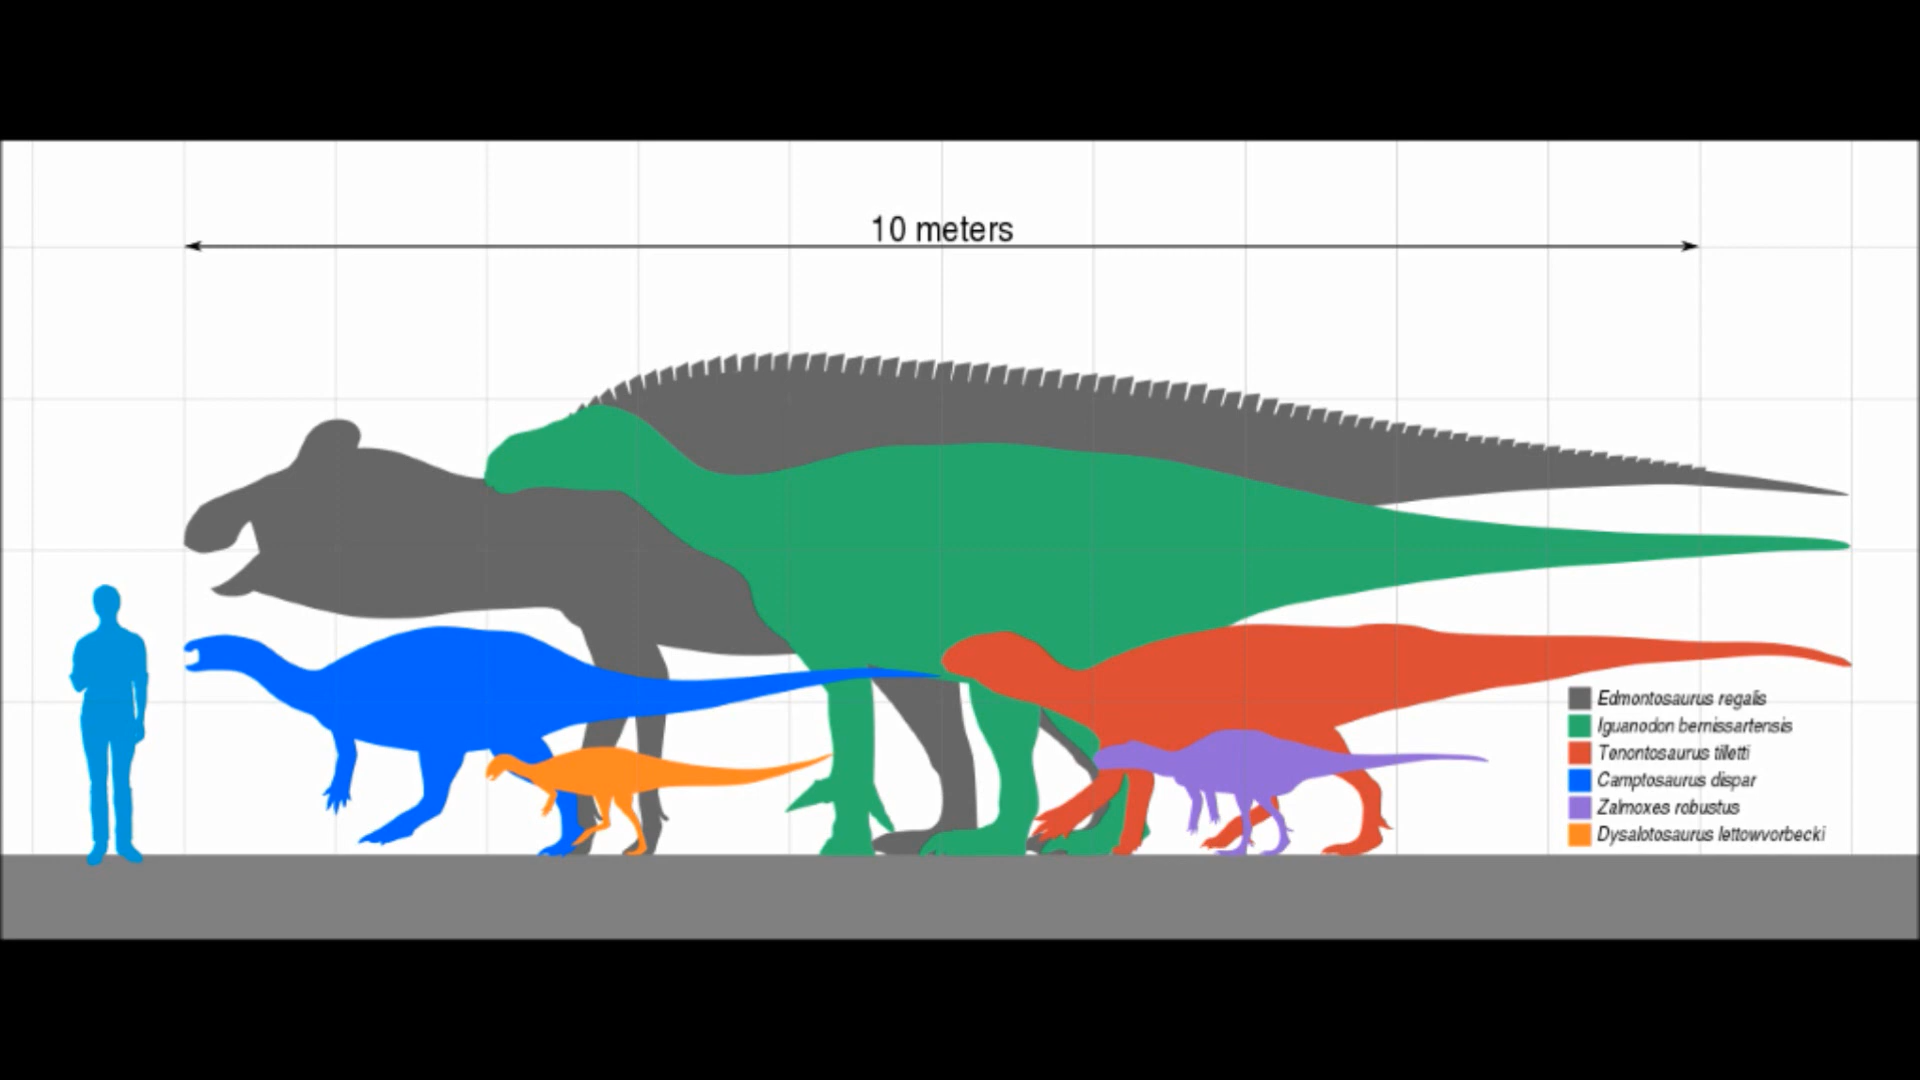 10 meters
Edmontosaurus regalis
Iguanodon bernissartensis
Tenontosaurus tilletti
Camptosaurus dispar
Zalmoxes robustus
Dysalotosaurus lettowvorbecki